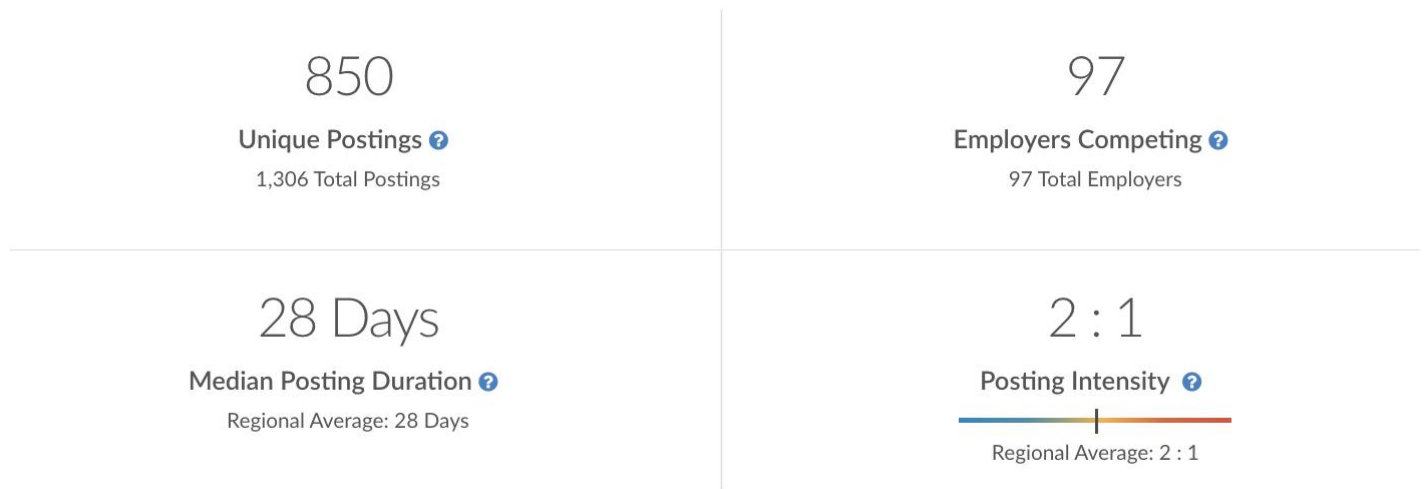 850
Unique Postings ?
1,306 Total Postings
97
Employers Competing ?
97 Total Employers
28 Days
Median Posting Duration ?
Regional Average: 28 Days
2 : 1
Posting Intensity ?
Regional Average: 2 : 1